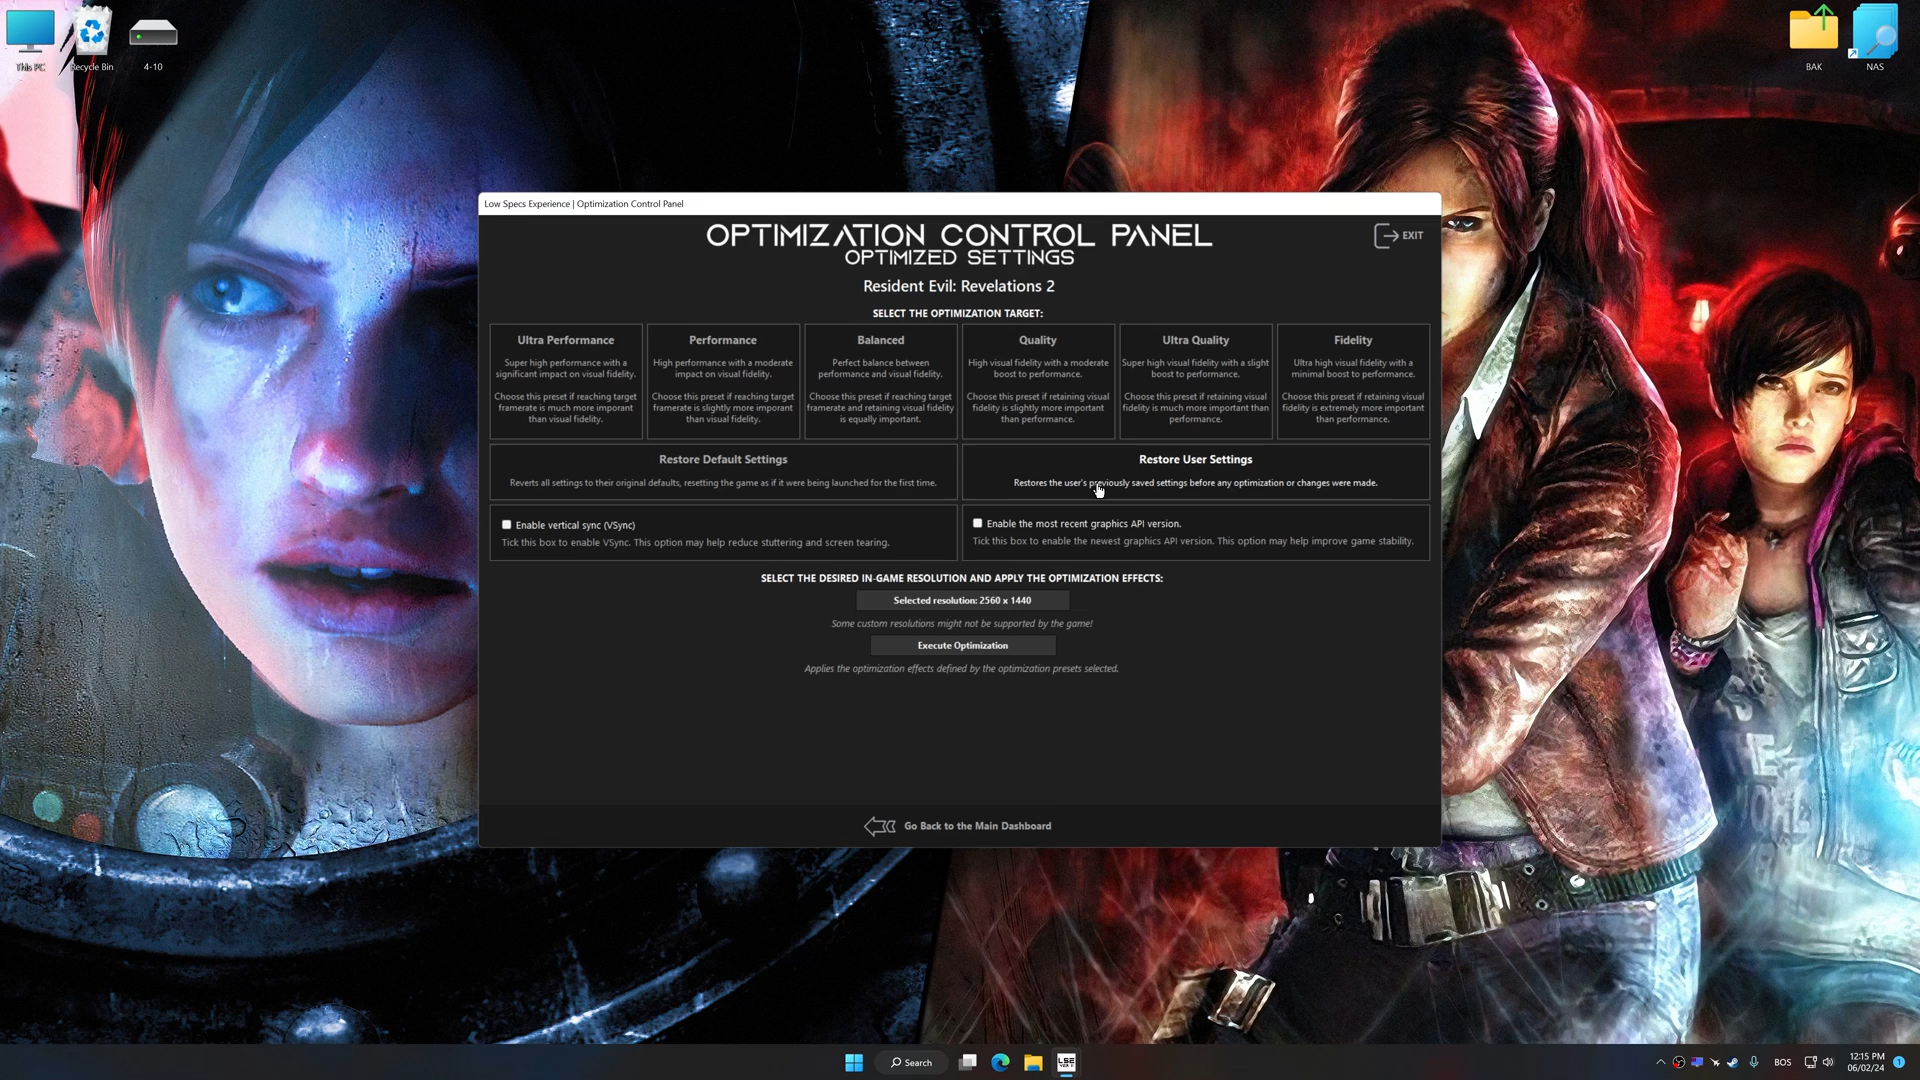 This PC
Recycle Bin
4-10
BAK
NAS
Low Specs Experience | Optimization Control Panel
OPTIMIZATION CONTROL PANEL
OPTIMIZED SETTINGS
EXIT
Resident Evil: Revelations 2
SELECT THE OPTIMIZATION TARGET:
Ultra Performance
Super high performance with a
significant impact on visual fidelity.
Choose this preset if reaching target
framerate is much more imporant
than visual fidelity.
Performance
High performance with a moderate
impact on visual fidelity.
Choose this preset if reaching target
framerate is slightly more imporant
than visual fidelity.
Balanced
Perfect balance between
performance and visual fidelity.
Choose this preset if reaching target
framerate and retaining visual fidelity
is equally important.
Quality
High visual fidelity with a moderate
boost to performance.
Choose this preset if retaining visual
fidelity is slightly more important
than performance.
Ultra Quality
Super high visual fidelity with a slight
boost to performance.
Choose this preset if retaining visual
fidelity is much more important than
performance.
Fidelity
Ultra high visual fidelity with a
minimal boost to performance.
Choose this preset if retaining visual
fidelity is extremely more important
than performance.
Restore Default Settings
Reverts all settings to their original defaults, resetting the game as if it were being launched for the first time.
Restore User Settings
Restores the user's previously saved settings before any optimization or changes were made.
Enable vertical sync (VSync)
Tick this box to enable VSync. This option may help reduce stuttering and screen tearing.
Enable the most recent graphics API version.
Tick this box to enable the newest graphics API version. This option may help improve game stability.
SELECT THE DESIRED IN-GAME RESOLUTION AND APPLY THE OPTIMIZATION EFFECTS:
Selected resolution: 2560 x 1440
Some custom resolutions might not be supported by the game!
Execute Optimization
Applies the optimization effects defined by the optimization presets selected.
Go Back to the Main Dashboard
Search
LSE
BOS
12:15 PM
06/02/24
1